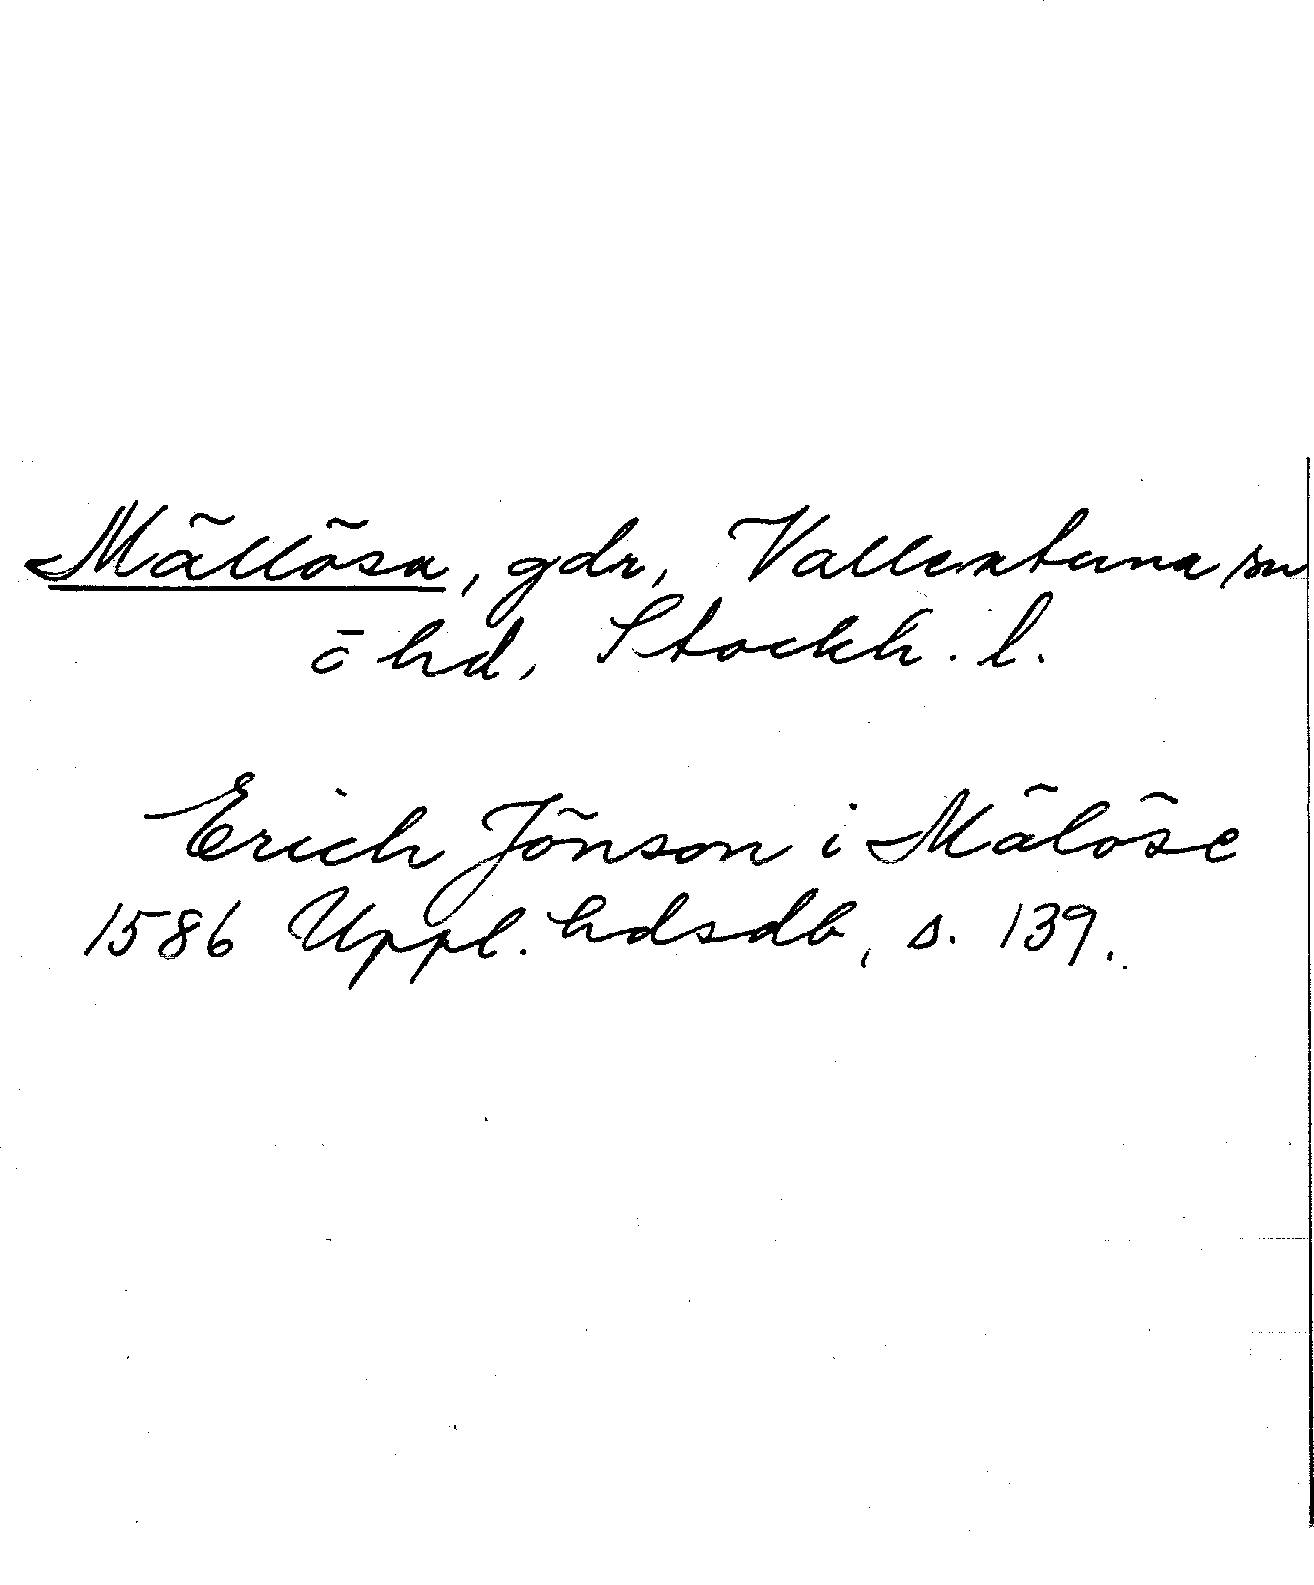 Mällösa, gdr, Vallentuna sn
o hd, Stockh. l.
Erich Jönson i Mälöse
1586 Uppl. hdsdb, s. 139.